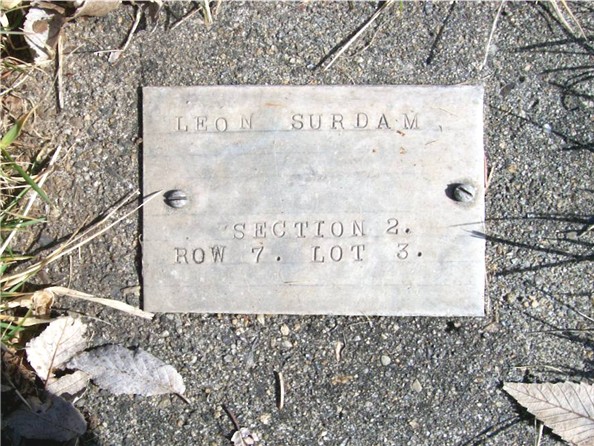 LEON SURDAM.
SECTION 2.
ROW 7. LOT 3.